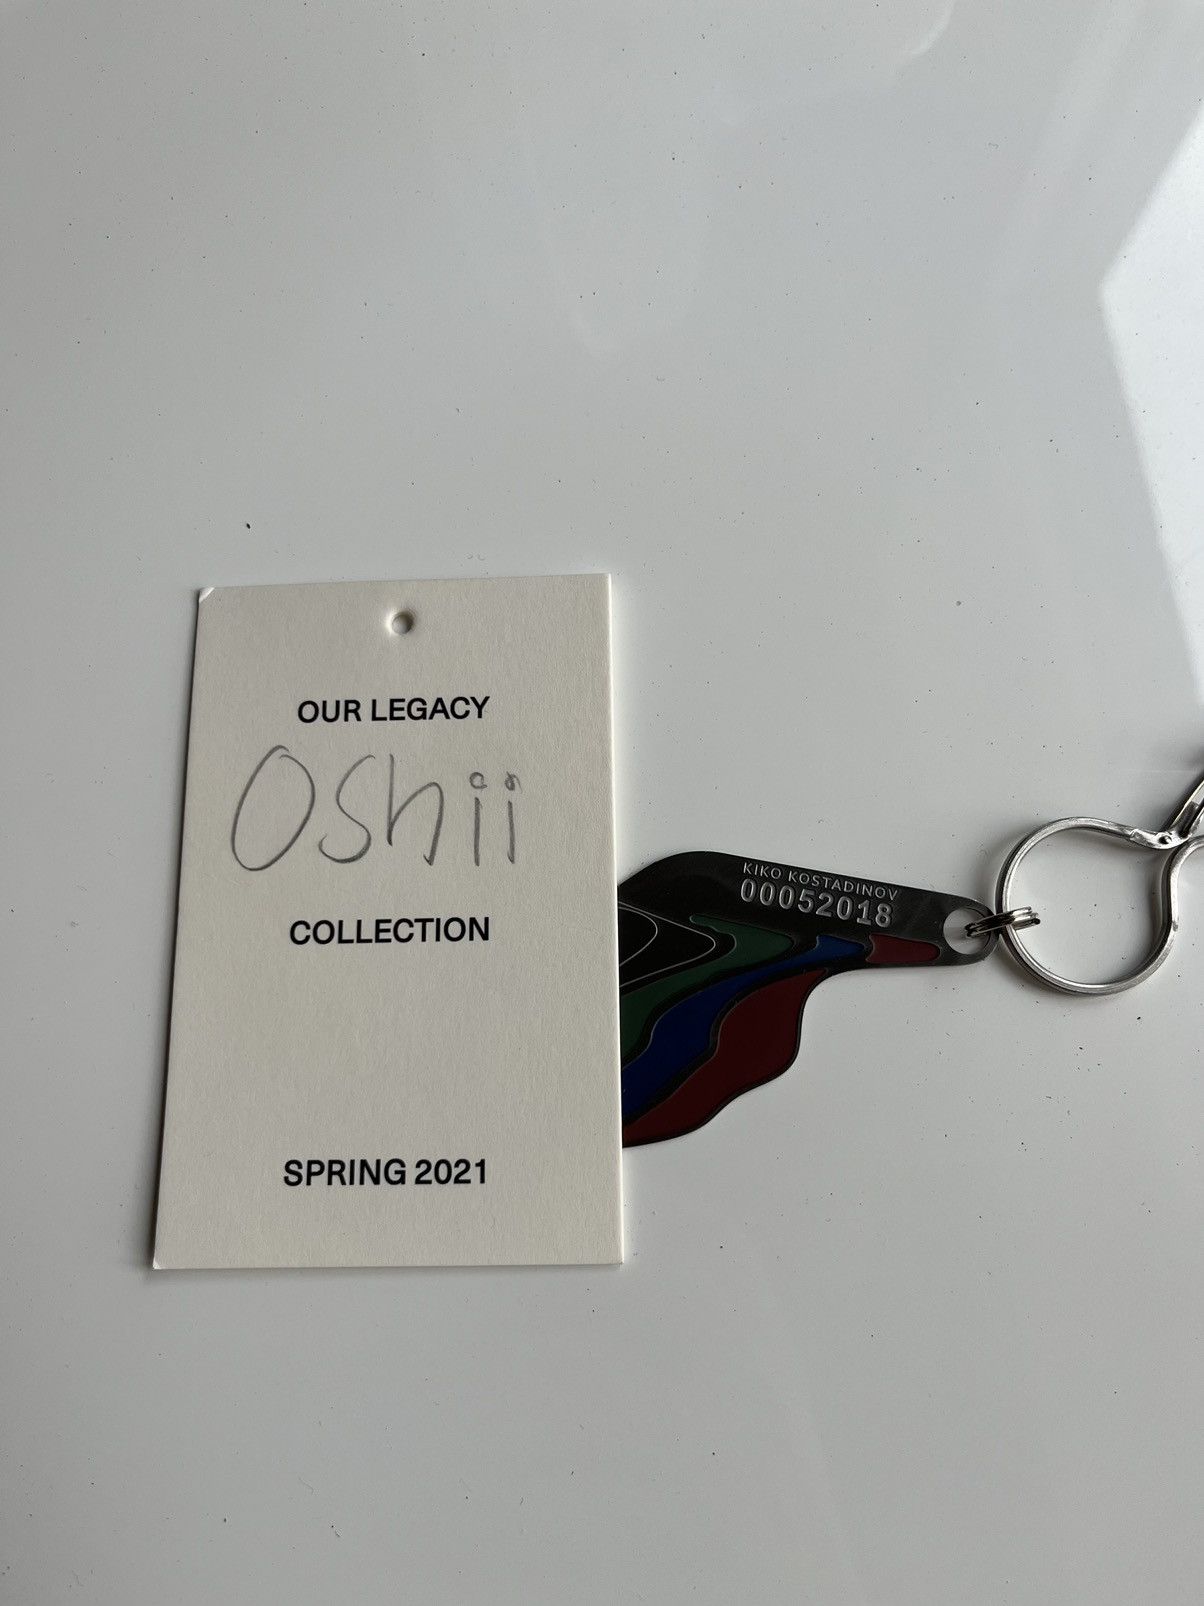 OUR LEGACY
Oshii
COLLECTION
SPRING 2021
KIKO KOSTADINOV
00052018